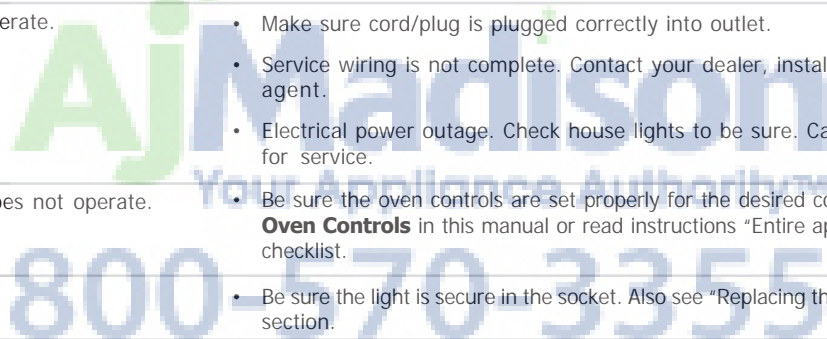 erate.
• Make sure cord/plug is plugged correctly into outlet.
• Service wiring is not complete. Contact your dealer, instal
agent.
• Electrical power outage. Check house lights to be sure. Ca
for service.
es not operate.
• Be sure the oven controls are set properly for the desired co
Oven Controls in this manual or read instructions "Entire ap
checklist.
• Be sure the light is secure in the socket. Also see "Replacing th
section.
AjMadison
Your Appliance Authority™
800-570-3355